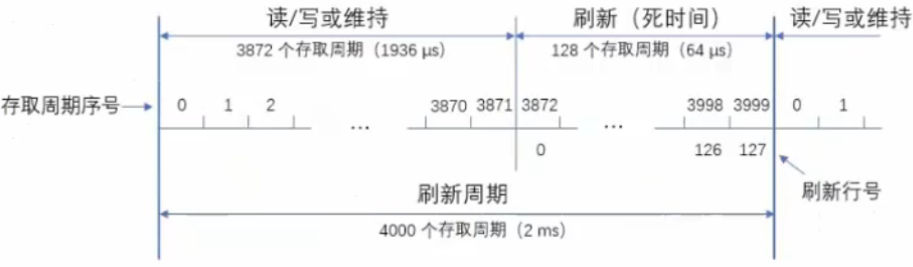 读/写或维持 刷新（死时间） 读/写或维持
3872 个存取周期（1936 μs） 128 个存取周期（64 μs）
存取周期序号 0 1 2 3870 3871 3872 3998 3999 0 1
... ...
0 126 127
刷新行号
刷新周期
4000 个存取周期（2 ms）